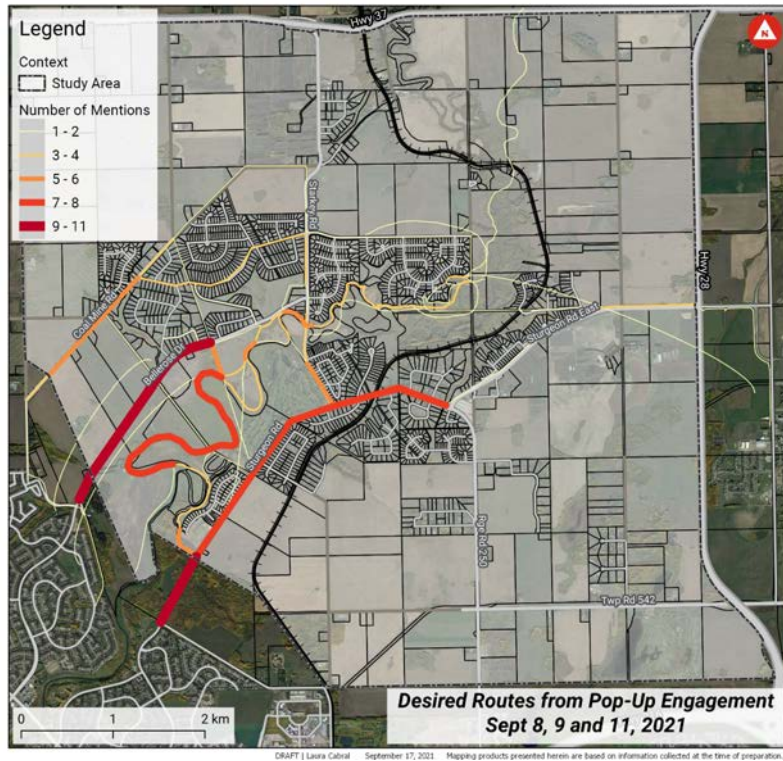 Legend
Context
Study Area
Number of Mentions
1 - 2
3 - 4
5 - 6
7 - 8
9 - 11
Hwy 37
N
Starkey Rd
Hwy 28
Coal Mine Rd
Bellerose Dr
Sturgeon Rd East
Sturgeon Rd
Rge Rd 250
Twp Rd 542
0 1 2 km
Desired Routes from Pop-Up Engagement
Sept 8, 9 and 11, 2021
DRAFT | Laura Cabral September 17, 2021 Mapping products presented herein are based on information collected at the time of preparation.